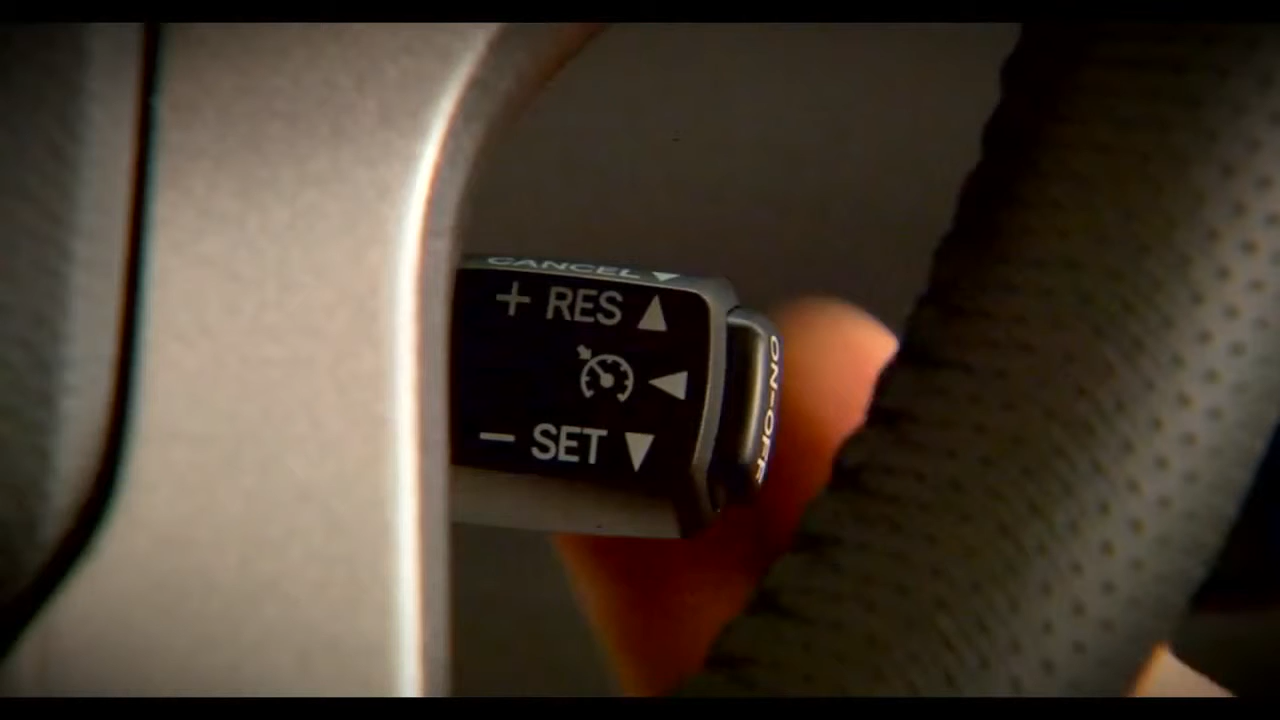 CANCEL ▼
+ RES ▲
◀
− SET ▼
ON-OFF